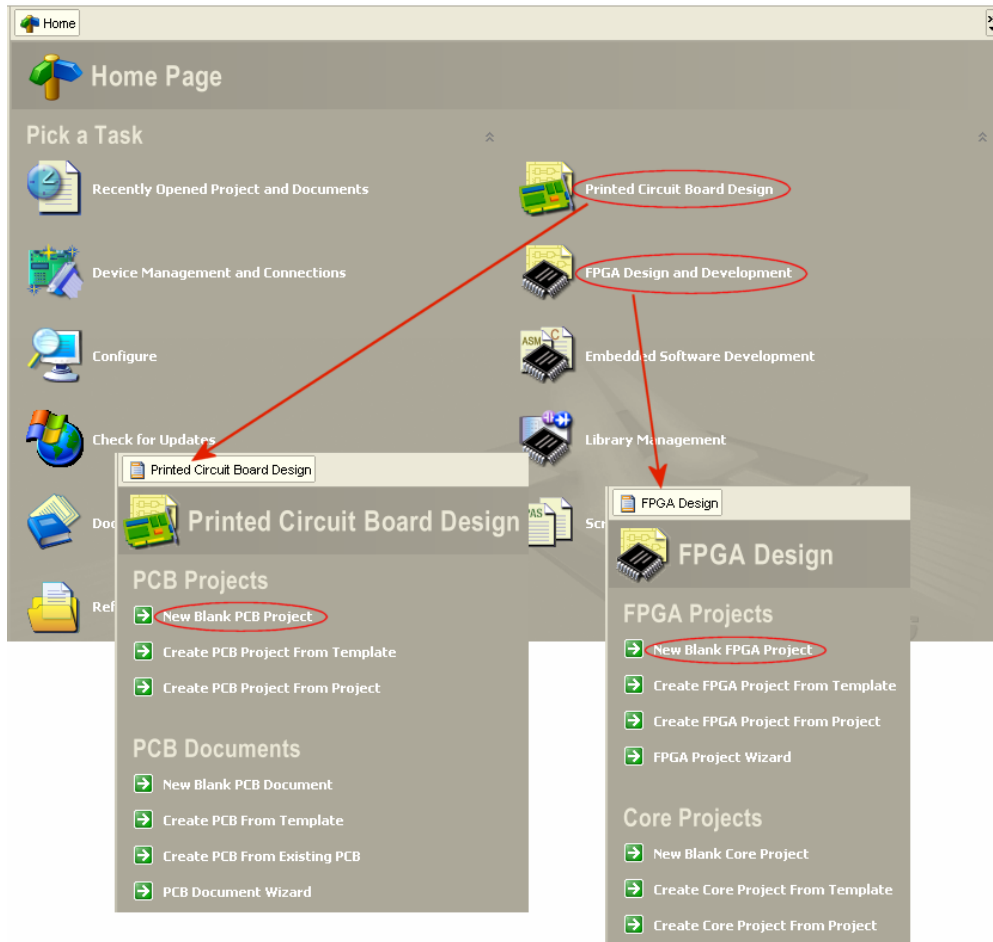 Home
Home Page
Pick a Task
Recently Opened Project and Documents
Printed Circuit Board Design
Device Management and Connections
FPGA Design and Development
Configure
ASM C
Embedded Software Development
Check for Updates
Library Management
Printed Circuit Board Design
Printed Circuit Board Design
PCB Projects
New Blank PCB Project
Create PCB Project From Template
Create PCB Project From Project
PCB Documents
New Blank PCB Document
Create PCB From Template
Create PCB From Existing PCB
PCB Document Wizard
FPGA Design
FPGA Design
FPGA Projects
New Blank FPGA Project
Create FPGA Project From Template
Create FPGA Project From Project
FPGA Project Wizard
Core Projects
New Blank Core Project
Create Core Project From Template
Create Core Project From Project